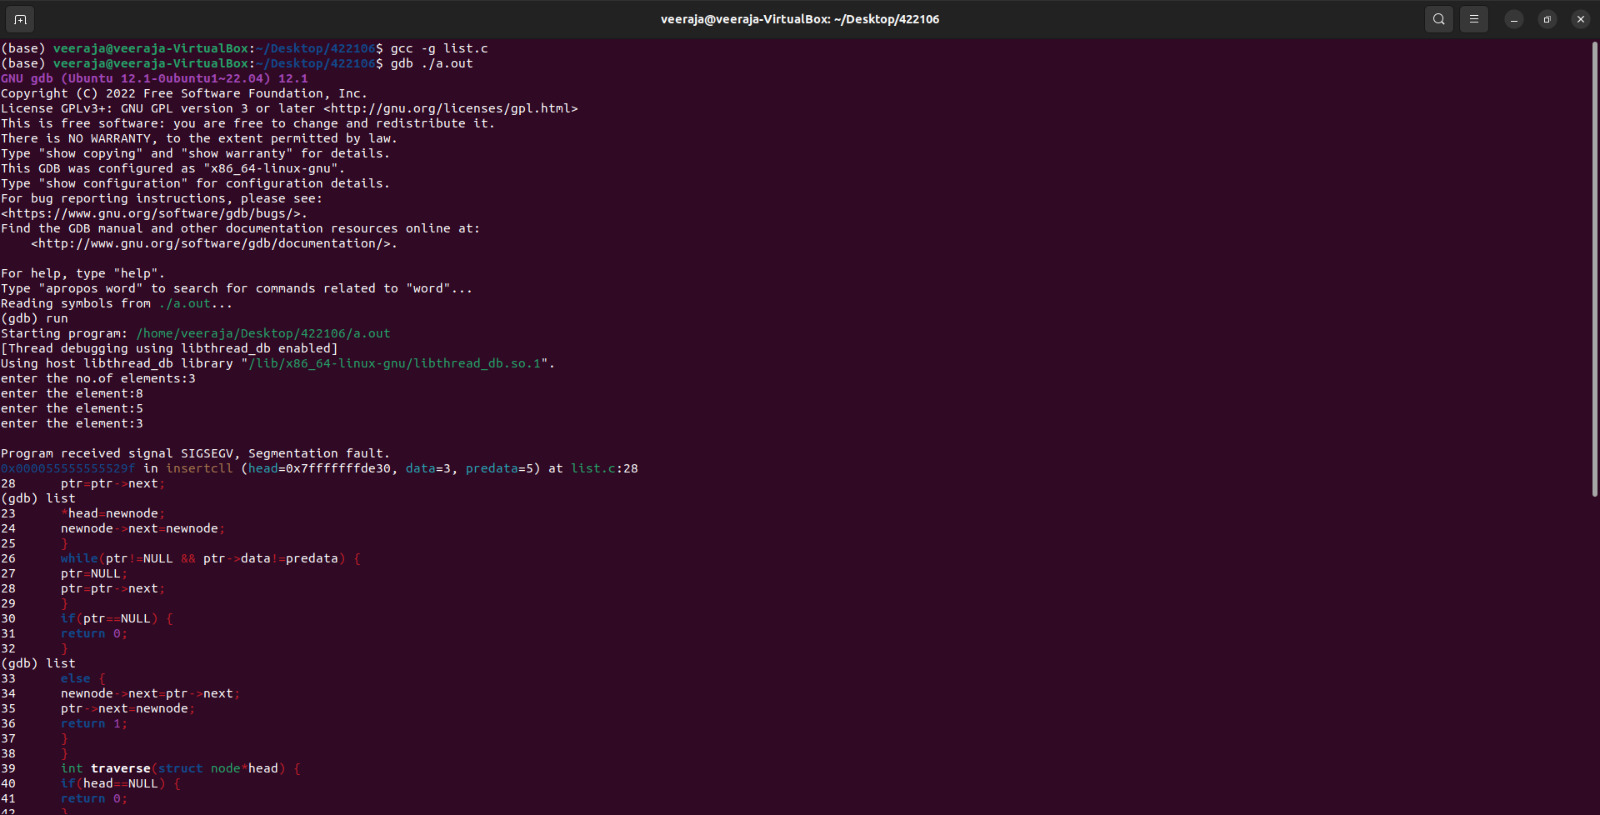 veeraja@veeraja-VirtualBox: ~/Desktop/422106
(base) veeraja@veeraja-VirtualBox:~/Desktop/422106$ gcc -g list.c
(base) veeraja@veeraja-VirtualBox:~/Desktop/422106$ gdb ./a.out
GNU gdb (Ubuntu 12.1-0ubuntu1~22.04) 12.1
Copyright (C) 2022 Free Software Foundation, Inc.
License GPLv3+: GNU GPL version 3 or later <http://gnu.org/licenses/gpl.html>
This is free software: you are free to change and redistribute it.
There is NO WARRANTY, to the extent permitted by law.
Type "show copying" and "show warranty" for details.
This GDB was configured as "x86_64-linux-gnu".
Type "show configuration" for configuration details.
For bug reporting instructions, please see:
<https://www.gnu.org/software/gdb/bugs/>.
Find the GDB manual and other documentation resources online at:
    <http://www.gnu.org/software/gdb/documentation/>.

For help, type "help".
Type "apropos word" to search for commands related to "word"...
Reading symbols from ./a.out...
(gdb) run
Starting program: /home/veeraja/Desktop/422106/a.out
[Thread debugging using libthread_db enabled]
Using host libthread_db library "/lib/x86_64-linux-gnu/libthread_db.so.1".
enter the no.of elements:3
enter the element:8
enter the element:5
enter the element:3

Program received signal SIGSEGV, Segmentation fault.
0x000055555555529f in insertcll (head=0x7fffffffde30, data=3, predata=5) at list.c:28
28      ptr=ptr->next;
(gdb) list
23      *head=newnode;
24      newnode->next=newnode;
25      }
26      while(ptr!=NULL && ptr->data!=predata) {
27      ptr=NULL;
28      ptr=ptr->next;
29      }
30      if(ptr==NULL) {
31      return 0;
32      }
(gdb) list
33      else {
34      newnode->next=ptr->next;
35      ptr->next=newnode;
36      return 1;
37      }
38      }
39      int traverse(struct node*head) {
40      if(head==NULL) {
41      return 0;
42      }